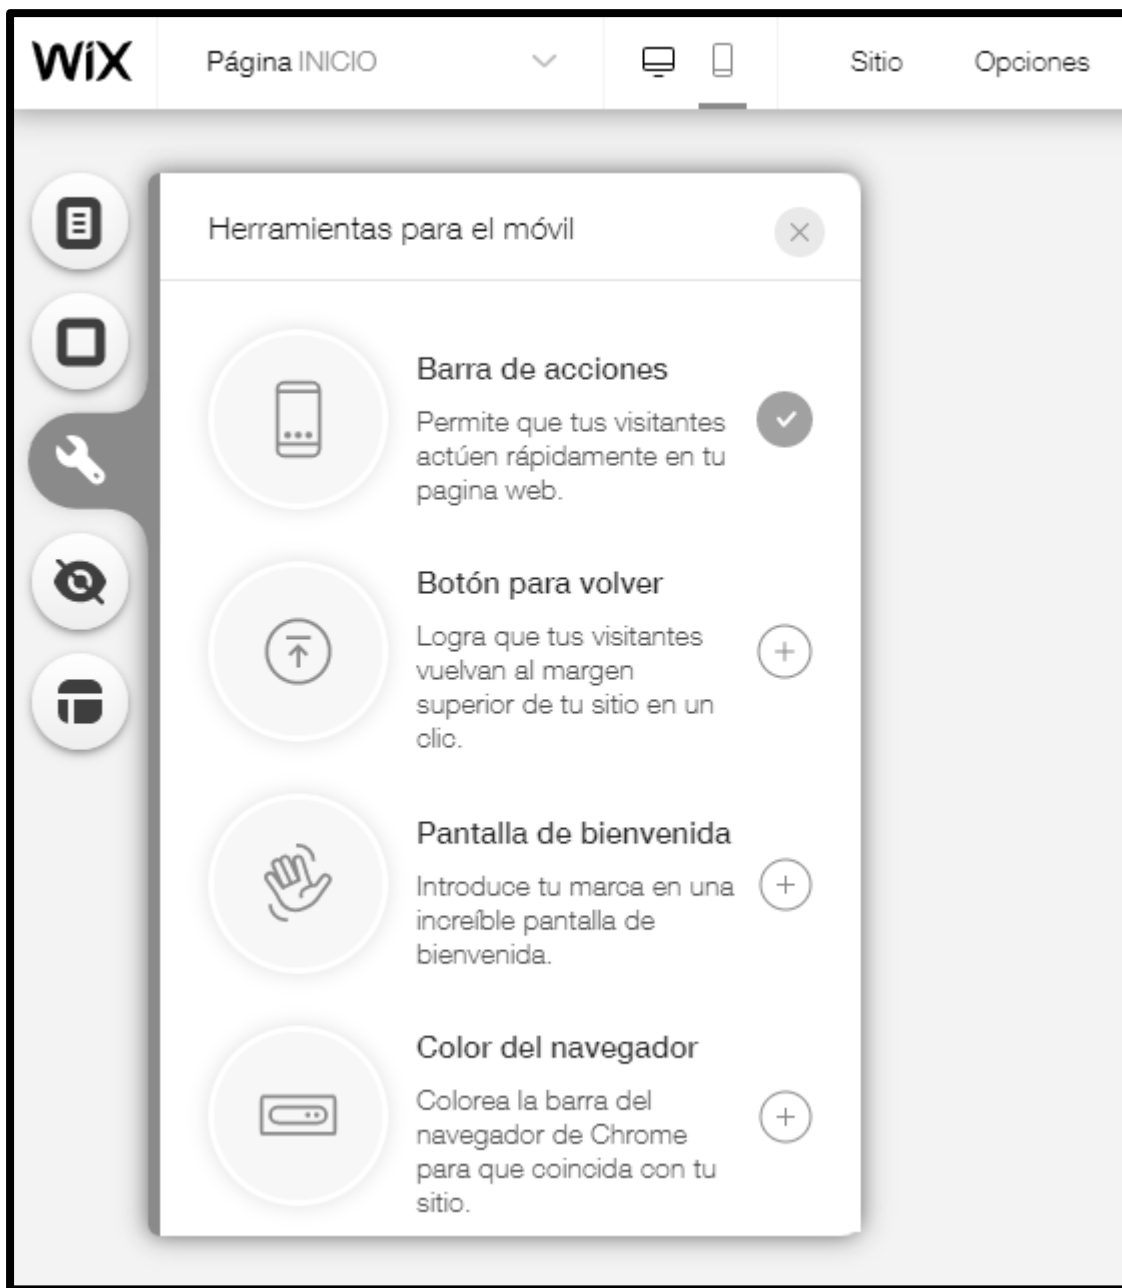 WiX
Página INICIO
Sitio
Opciones
Herramientas para el móvil
Barra de acciones
Permite que tus visitantes
actúen rápidamente en tu
pagina web.
Botón para volver
Logra que tus visitantes
vuelvan al margen
superior de tu sitio en un
clic.
Pantalla de bienvenida
Introduce tu marca en una
increíble pantalla de
bienvenida.
Color del navegador
Colorea la barra del
navegador de Chrome
para que coincida con tu
sitio.